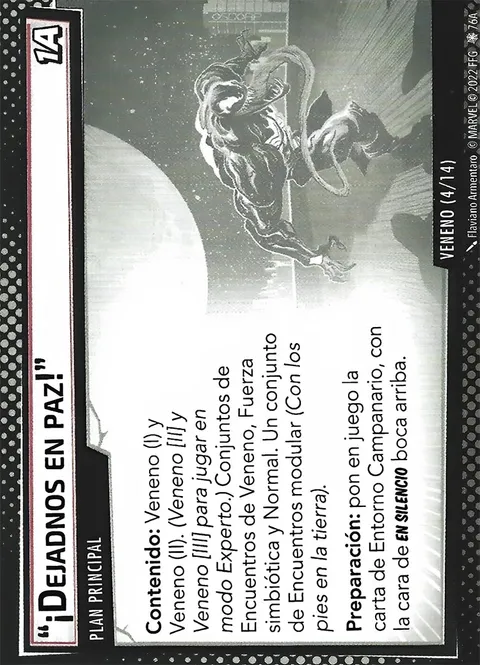 “¡DEJADNOS EN PAZ!”
1A
PLAN PRINCIPAL
Contenido: Veneno (I) y
Veneno (II). (Veneno [II] y
Veneno [III] para jugar en
modo Experto.) Conjuntos de
Encuentros de Veneno, Fuerza
simbiótica y Normal. Un conjunto
de Encuentros modular (Con los
pies en la tierra).
Preparación: pon en juego la
carta de Entorno Campanario, con
la cara de EN SILENCIO boca arriba.
VENENO (4/14)
Flaviano Armentaro © MARVEL © 2022 FFG 76A